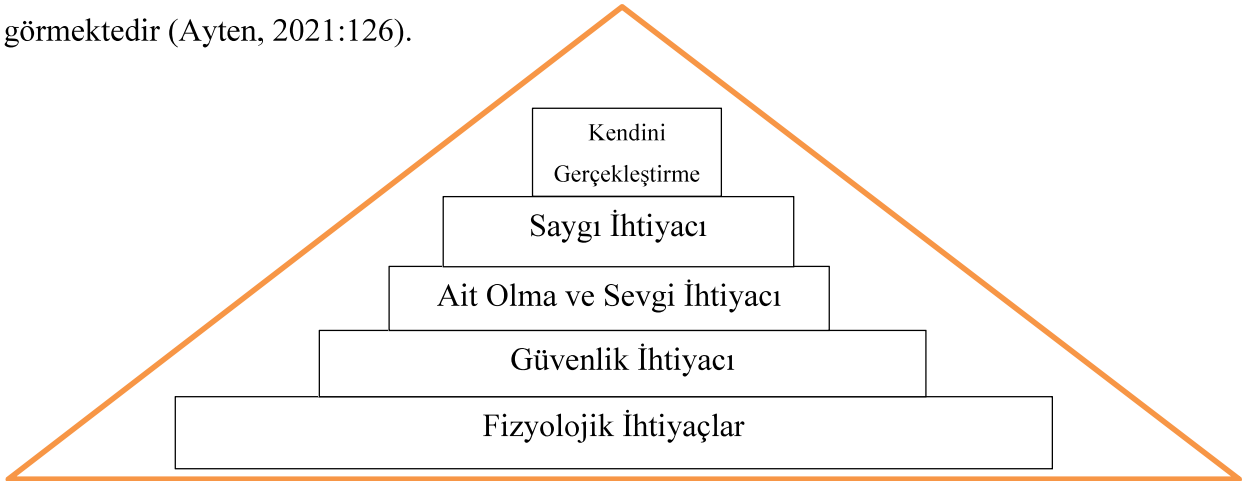 görmektedir (Ayten, 2021:126).
Kendini
Gerçekleştirme
Saygı İhtiyacı
Ait Olma ve Sevgi İhtiyacı
Güvenlik İhtiyacı
Fizyolojik İhtiyaçlar